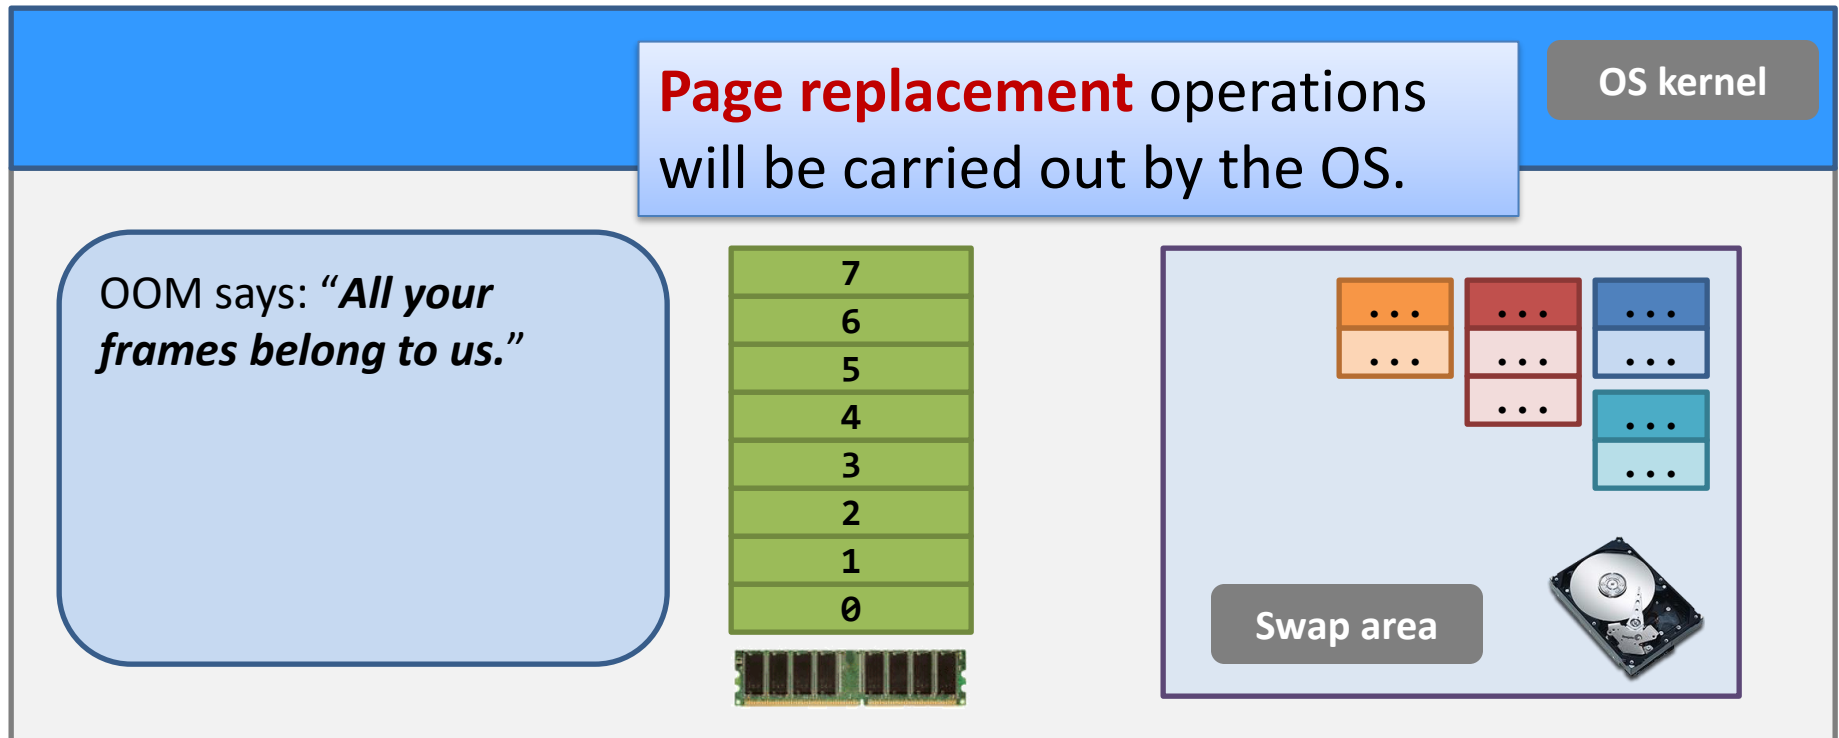 Page replacement operations
will be carried out by the OS.
OS kernel
OOM says: “All your
frames belong to us.”
7
6
5
4
3
2
1
0
... ... ...
... ... ...
...
...
...
Swap area